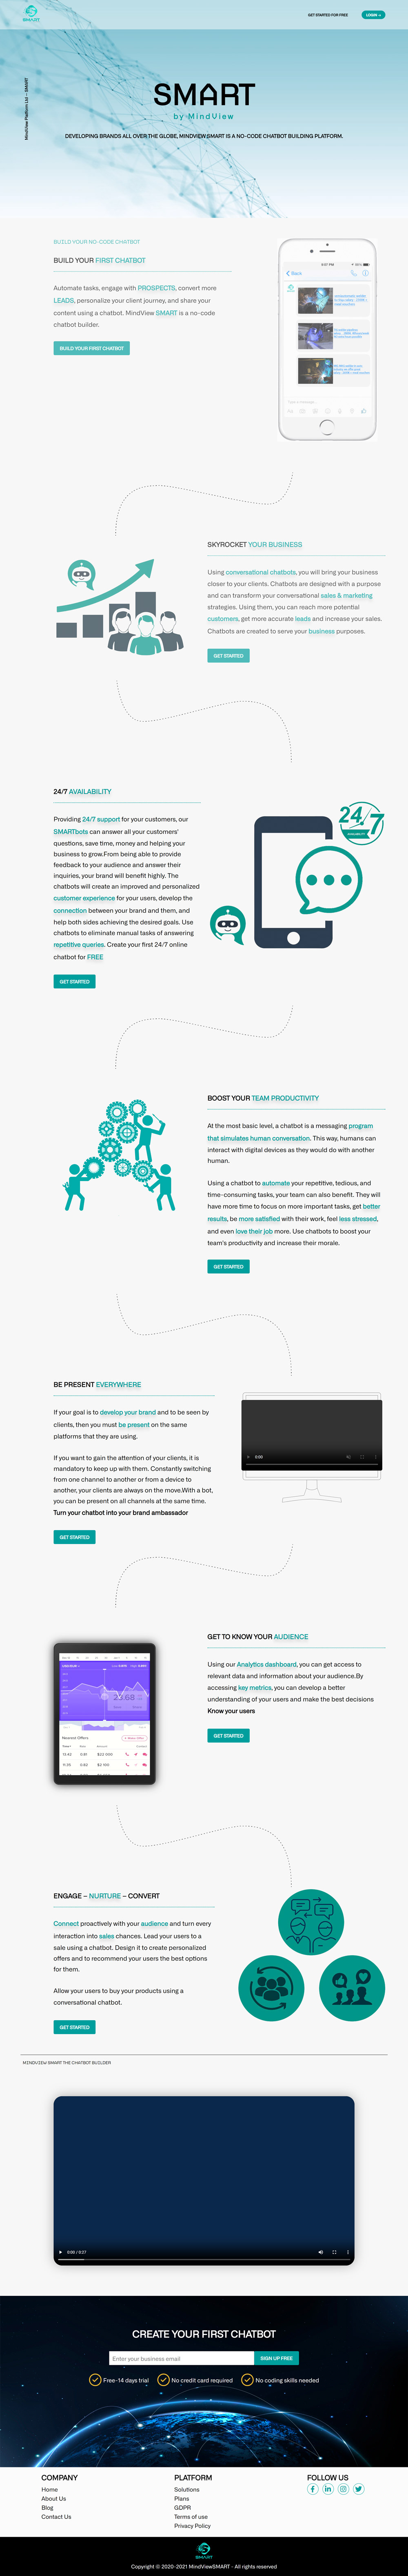 SMART
GET STARTED FOR FREE
LOGIN →
MindView Platform Ltd — SMART
SMART
by MindView
DEVELOPING BRANDS ALL OVER THE GLOBE, MINDVIEW.SMART IS A NO-CODE CHATBOT BUILDING PLATFORM.
BUILD YOUR NO-CODE CHATBOT
BUILD YOUR FIRST CHATBOT
Automate tasks, engage with PROSPECTS, convert more
LEADS, personalize your client journey, and share your
content using a chatbot. MindView SMART is a no-code
chatbot builder.
BUILD YOUR FIRST CHATBOT
Back
Type a message
SKYROCKET YOUR BUSINESS
Using conversational chatbots, you will bring your business
closer to your clients. Chatbots are designed with a purpose
and can transform your conversational sales & marketing
strategies. Using them, you can reach more potential
customers, get more accurate leads and increase your sales.
Chatbots are created to serve your business purposes.
GET STARTED
24/7 AVAILABILITY
Providing 24/7 support for your customers, our
SMARTbots can answer all your customers'
questions, save time, money and helping your
business to grow.From being able to provide
feedback to your audience and answer their
inquiries, your brand will benefit highly. The
chatbots will create an improved and personalized
customer experience for your users, develop the
connection between your brand and them, and
help both sides achieving the desired goals. Use
chatbots to eliminate manual tasks of answering
repetitive queries. Create your first 24/7 online
chatbot for FREE
GET STARTED
24/7
AVAILABILITY
BOOST YOUR TEAM PRODUCTIVITY
At the most basic level, a chatbot is a messaging program
that simulates human conversation. This way, humans can
interact with digital devices as they would do with another
human.
Using a chatbot to automate your repetitive, tedious, and
time-consuming tasks, your team can also benefit. They will
have more time to focus on more important tasks, get better
results, be more satisfied with their work, feel less stressed,
and even love their job more. Use chatbots to boost your
team's productivity and increase their morale.
GET STARTED
BE PRESENT EVERYWHERE
If your goal is to develop your brand and to be seen by
clients, then you must be present on the same
platforms that they are using.
If you want to gain the attention of your clients, it is
mandatory to keep up with them. Constantly switching
from one channel to another or from a device to
another, your clients are always on the move.With a bot,
you can be present on all channels at the same time.
Turn your chatbot into your brand ambassador
GET STARTED
0:00
GET TO KNOW YOUR AUDIENCE
Using our Analytics dashboard, you can get access to
relevant data and information about your audience.By
accessing key metrics, you can develop a better
understanding of your users and make the best decisions
Know your users
GET STARTED
Newest Offers
ENGAGE – NURTURE – CONVERT
Connect proactively with your audience and turn every
interaction into sales chances. Lead your users to a
sale using a chatbot. Design it to create personalized
offers and to recommend your users the best options
for them.
Allow your users to buy your products using a
conversational chatbot.
GET STARTED
MINDVIEW SMART THE CHATBOT BUILDER
0:00 / 0:27
CREATE YOUR FIRST CHATBOT
Enter your business email
SIGN UP FREE
Free-14 days trial
No credit card required
No coding skills needed
COMPANY
Home
About Us
Blog
Contact Us
PLATFORM
Solutions
Plans
GDPR
Terms of use
Privacy Policy
FOLLOW US
SMART
Copyright © 2020-2021 MindViewSMART - All rights reserved